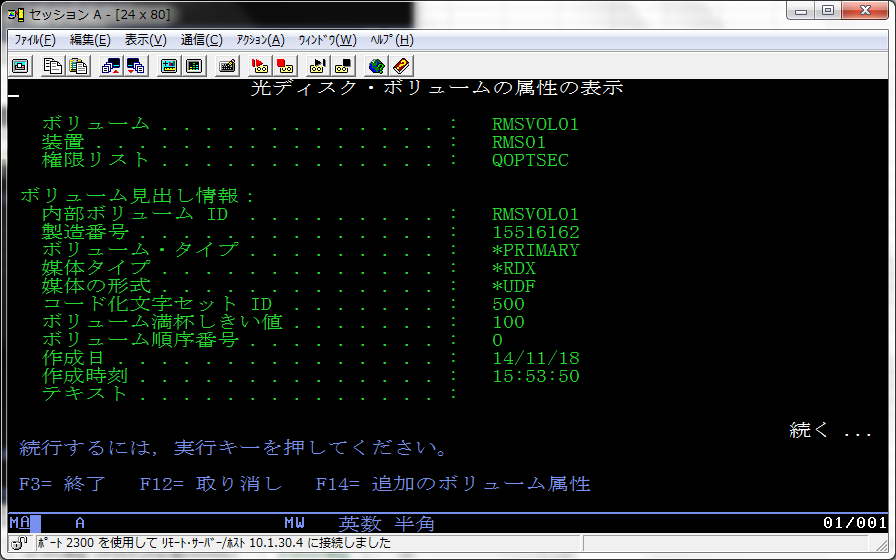 セッション A - [24 x 80]
ﾌｧｲﾙ(F) 編集(E) 表示(V) 通信(C) ｱｸｼｮﾝ(A) ｳｨﾝﾄﾞｳ(W) ﾍﾙﾌﾟ(H)
光ディスク・ボリュームの属性の表示
ボリューム . . . . . . . . . . . . . : RMSVOL01
装置 . . . . . . . . . . . . . . . . : RMS01
権限リスト . . . . . . . . . . . . . : QOPTSEC
ボリューム見出し情報:
内部ボリューム ID . . . . . . . . . : RMSVOL01
製造番号 . . . . . . . . . . . . . . : 15516162
ボリューム・タイプ . . . . . . . . . : *PRIMARY
媒体タイプ . . . . . . . . . . . . . : *RDX
媒体の形式 . . . . . . . . . . . . . : *UDF
コード化文字セット ID . . . . . . . : 500
ボリューム満杯しきい値 . . . . . . . : 100
ボリューム順序番号 . . . . . . . . . : 0
作成日 . . . . . . . . . . . . . . . : 14/11/18
作成時刻 . . . . . . . . . . . . . . : 15:53:50
テキスト . . . . . . . . . . . . . . :
続く ...
続行するには, 実行キーを押してください。
F3= 終了 F12= 取り消し F14= 追加のボリューム属性
MA A MW 英数 半角 01/001
ﾎﾟｰﾄ 2300 を使用して ﾘﾓｰﾄ･ｻｰﾊﾞｰ/ﾎｽﾄ 10.1.30.4 に接続しました